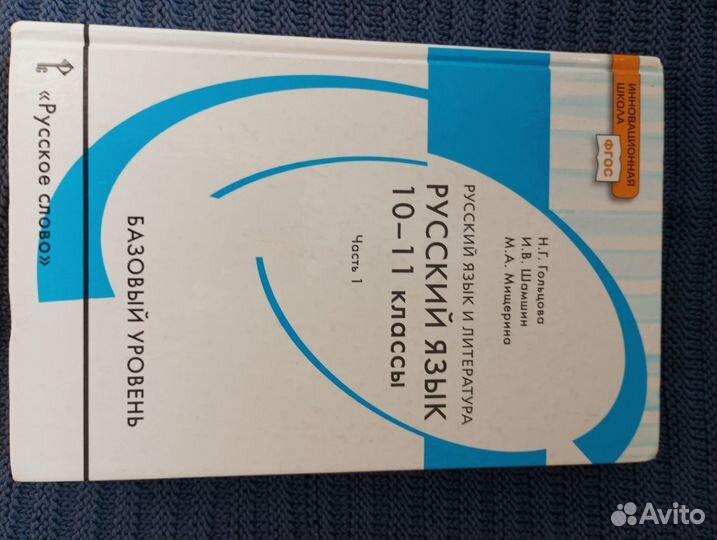 ИННОВАЦИОННАЯ
ШКОЛА
ФГОС
Н.Г. Гольцова
И.В. Шамшин
М.А. Мищерина
РУССКИЙ ЯЗЫК И ЛИТЕРАТУРА
РУССКИЙ ЯЗЫК
10–11 классы
Часть 1
БАЗОВЫЙ УРОВЕНЬ
«Русское слово»
Avito